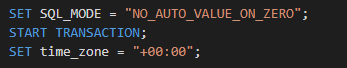 SET SQL_MODE = "NO_AUTO_VALUE_ON_ZERO";
START TRANSACTION;
SET time_zone = "+00:00";